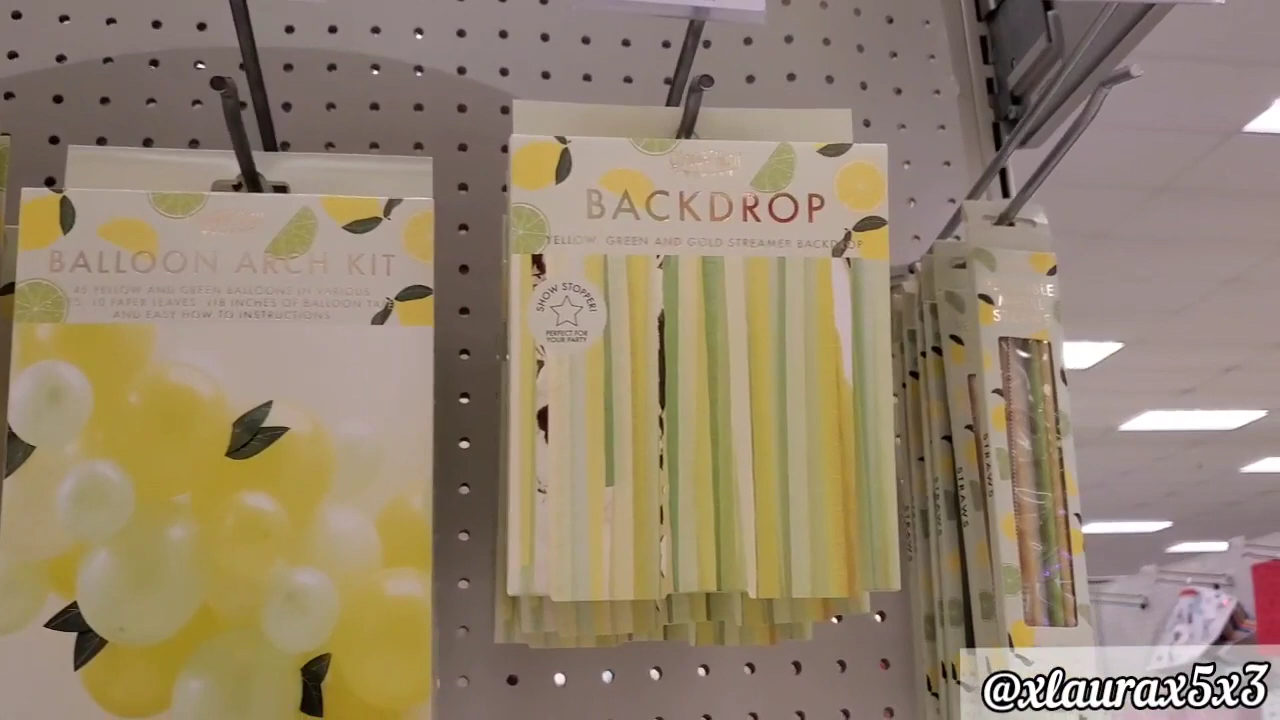 BALLOON ARCH KIT
45 YELLOW AND GREEN BALLOONS IN VARIOUS
10 PAPER LEAVES, 118 INCHES OF BALLOON TAPE
AND EASY HOW TO INSTRUCTIONS
BACKDROP
YELLOW, GREEN AND GOLD STREAMER BACKDROP
SHOW STOPPER!
PERFECT FOR
YOUR PARTY
STRAWS
STRAWS
STRAWS
STRAWS
@xlaurax5x3